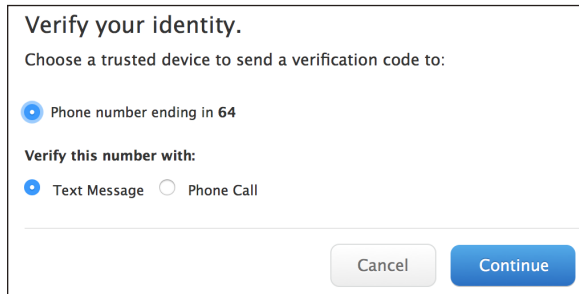 Verify your identity.
Choose a trusted device to send a verification code to:
Phone number ending in 64
Verify this number with:
Text Message Phone Call
Cancel Continue